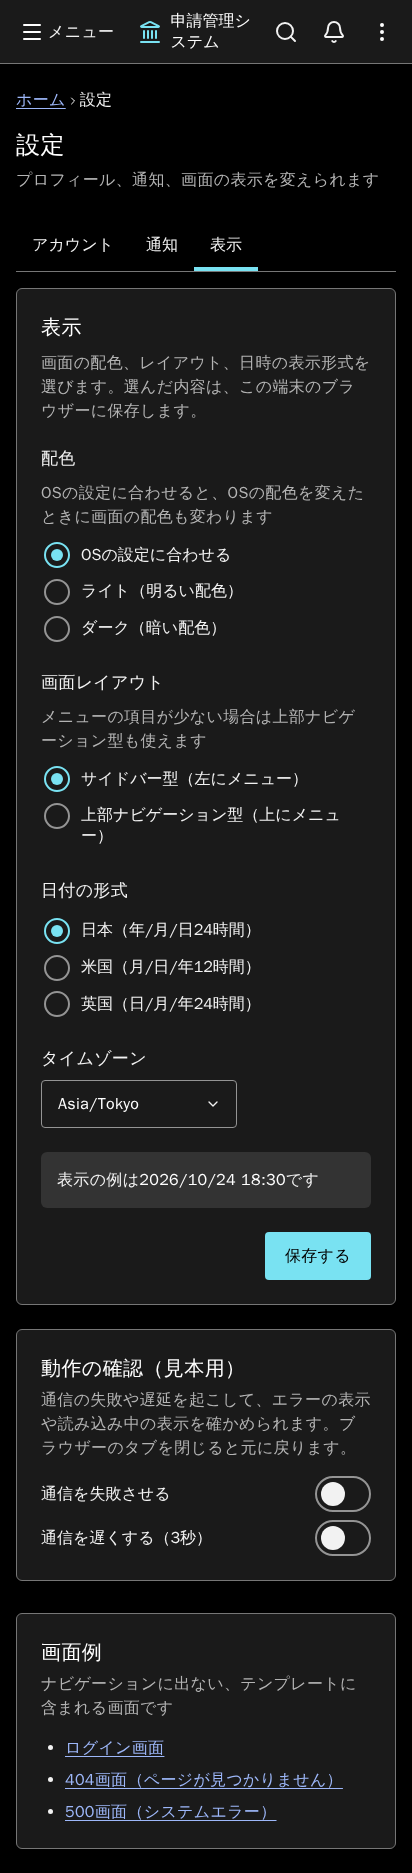 メニュー
申請管理シ
ステム
ホーム › 設定
設定
プロフィール、通知、画面の表示を変えられます
アカウント 通知 表示
表示
画面の配色、レイアウト、日時の表示形式を
選びます。選んだ内容は、この端末のブラ
ウザーに保存します。
配色
OSの設定に合わせると、OSの配色を変えた
ときに画面の配色も変わります
OSの設定に合わせる
ライト（明るい配色）
ダーク（暗い配色）
画面レイアウト
メニューの項目が少ない場合は上部ナビゲ
ーション型も使えます
サイドバー型（左にメニュー）
上部ナビゲーション型（上にメニュ
ー）
日付の形式
日本（年/月/日24時間）
米国（月/日/年12時間）
英国（日/月/年24時間）
タイムゾーン
Asia/Tokyo
表示の例は2026/10/24 18:30です
保存する
動作の確認（見本用）
通信の失敗や遅延を起こして、エラーの表示
や読み込み中の表示を確かめられます。ブ
ラウザーのタブを閉じると元に戻ります。
通信を失敗させる
通信を遅くする（3秒）
画面例
ナビゲーションに出ない、テンプレートに
含まれる画面です
ログイン画面
404画面（ページが見つかりません）
500画面（システムエラー）